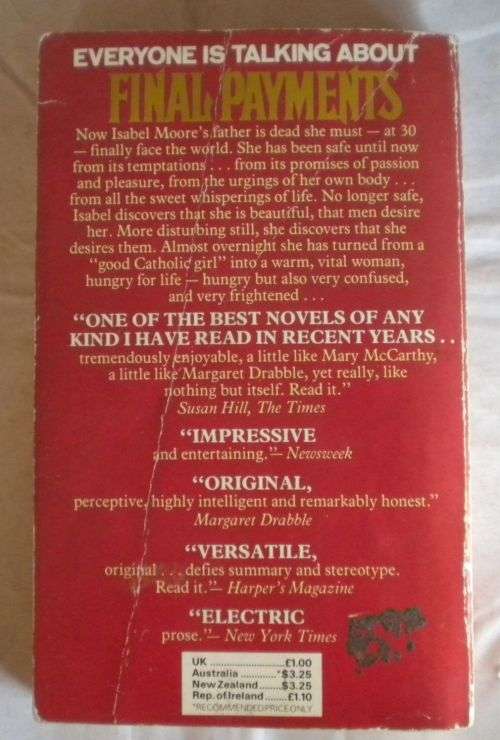 EVERYONE IS TALKING ABOUT
FINAL PAYMENTS
Now Isabel Moore's father is dead she must — at 30
— finally face the world. She has been safe until now
from its temptations . . . from its promises of passion
and pleasure, from the urgings of her own body . . .
from all the sweet whisperings of life. No longer safe,
Isabel discovers that she is beautiful, that men desire
her. More disturbing still, she discovers that she
desires them. Almost overnight she has turned from a
"good Catholic girl" into a warm, vital woman,
hungry for life — hungry but also very confused,
and very frightened . . .
"ONE OF THE BEST NOVELS OF ANY
KIND I HAVE READ IN RECENT YEARS . .
tremendously enjoyable, a little like Mary McCarthy,
a little like Margaret Drabble, yet really, like
nothing but itself. Read it."
Susan Hill, The Times
"IMPRESSIVE
and entertaining."— Newsweek
"ORIGINAL,
perceptive, highly intelligent and remarkably honest."
Margaret Drabble
"VERSATILE,
original . . . defies summary and stereotype.
Read it."— Harper's Magazine
"ELECTRIC
prose."— New York Times
UK ........................£1.00
Australia .............*$3.25
New Zealand.......$3.25
Rep. of Ireland.......£1.10
*RECOMMENDED PRICE ONLY